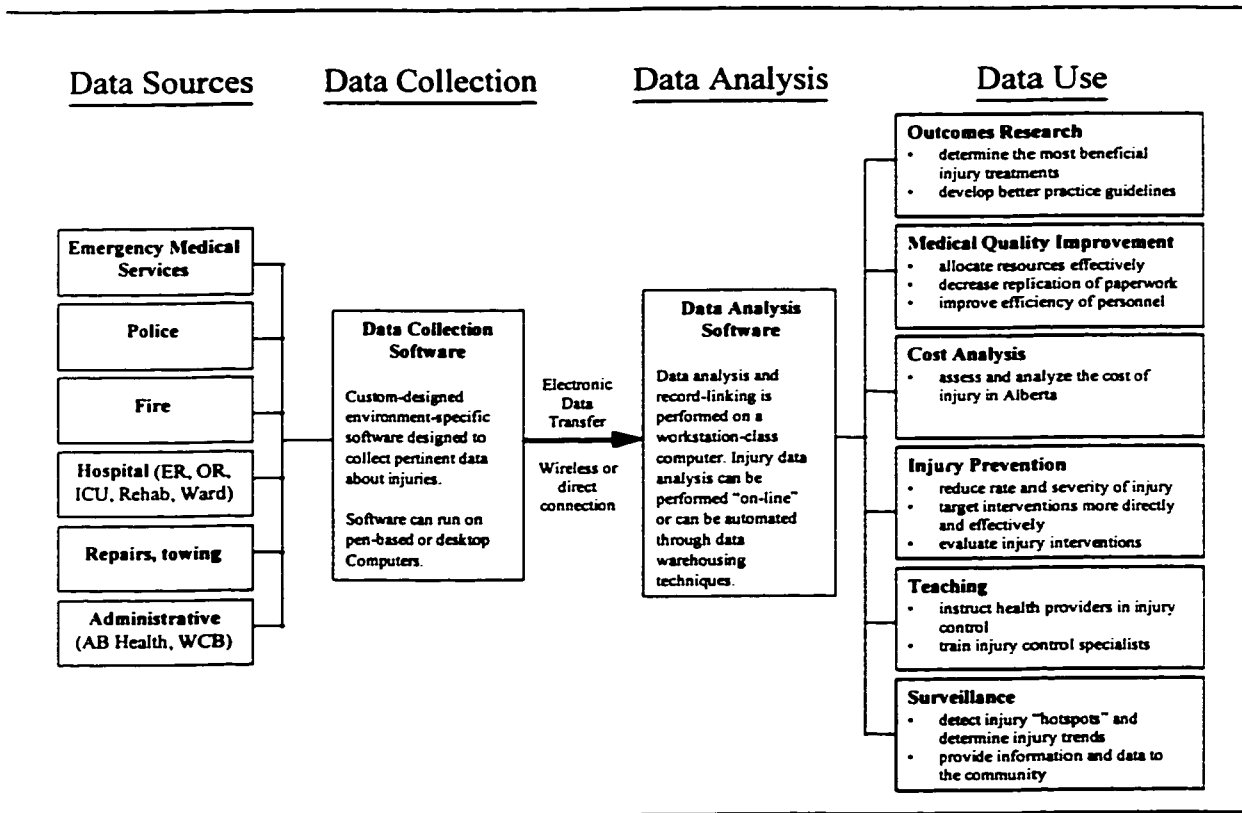 Data Sources
Data Collection
Data Analysis
Data Use
Emergency Medical
Services
Police
Fire
Hospital (ER, OR,
ICU, Rehab, Ward)
Repairs, towing
Administrative
(AB Health, WCB)
Data Collection
Software
Custom-designed
environment-specific
software designed to
collect pertinent data
about injuries.
Software can run on
pen-based or desktop
Computers.
Electronic
Data
Transfer
Wireless or
direct
connection
Data Analysis
Software
Data analysis and
record-linking is
performed on a
workstation-class
computer. Injury data
analysis can be
performed "on-line"
or can be automated
through data
warehousing
techniques.
Outcomes Research
• determine the most beneficial
injury treatments
• develop better practice guidelines
Medical Quality Improvement
• allocate resources effectively
• decrease replication of paperwork
• improve efficiency of personnel
Cost Analysis
• assess and analyze the cost of
injury in Alberta
Injury Prevention
• reduce rate and severity of injury
• target interventions more directly
and effectively
• evaluate injury interventions
Teaching
• instruct health providers in injury
control
• train injury control specialists
Surveillance
• detect injury "hotspots" and
determine injury trends
• provide information and data to
the community